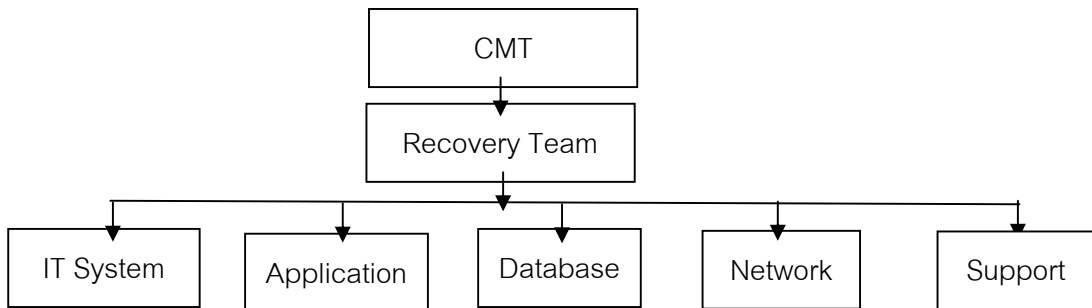 CMT
Recovery Team
IT System
Application
Database
Network
Support